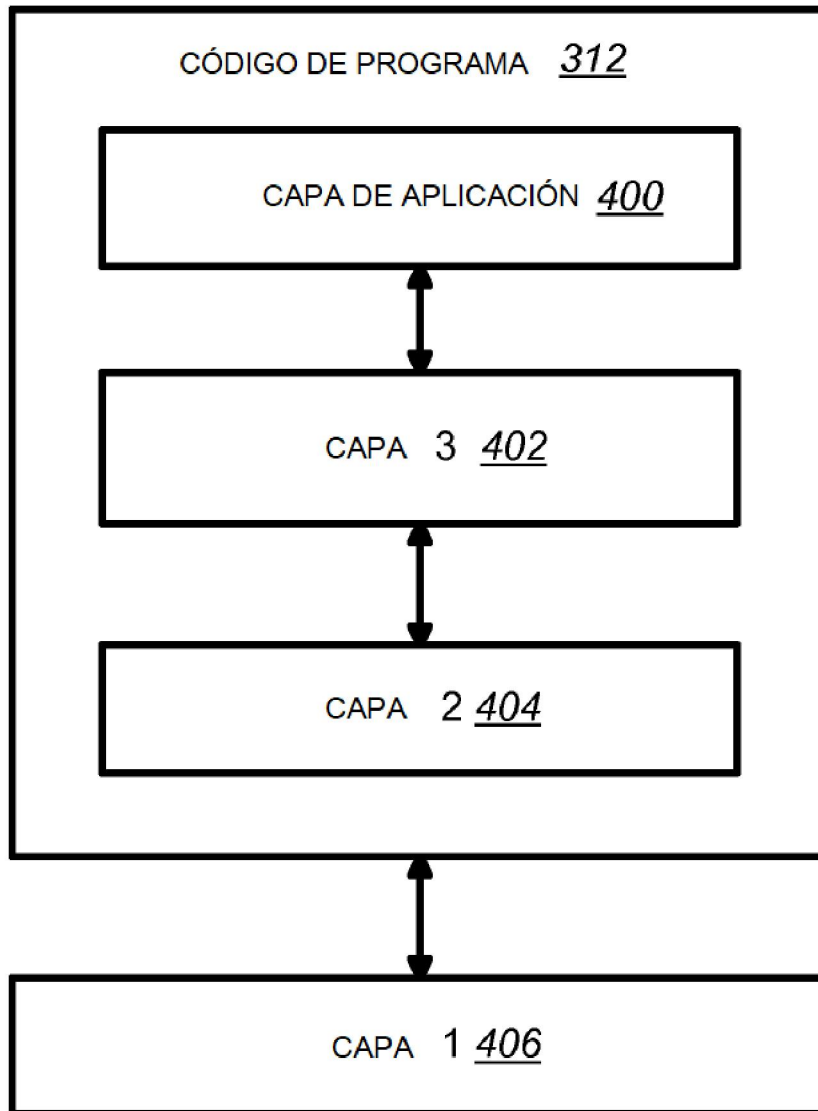 CÓDIGO DE PROGRAMA 312
CAPA DE APLICACIÓN 400
CAPA 3 402
CAPA 2 404
CAPA 1 406